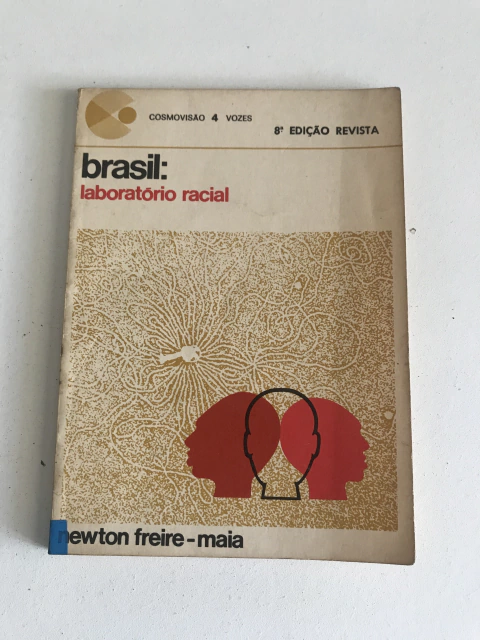 COSMOVISÃO 4 VOZES
8ª EDIÇÃO REVISTA
brasil:
laboratório racial
newton freire-maia